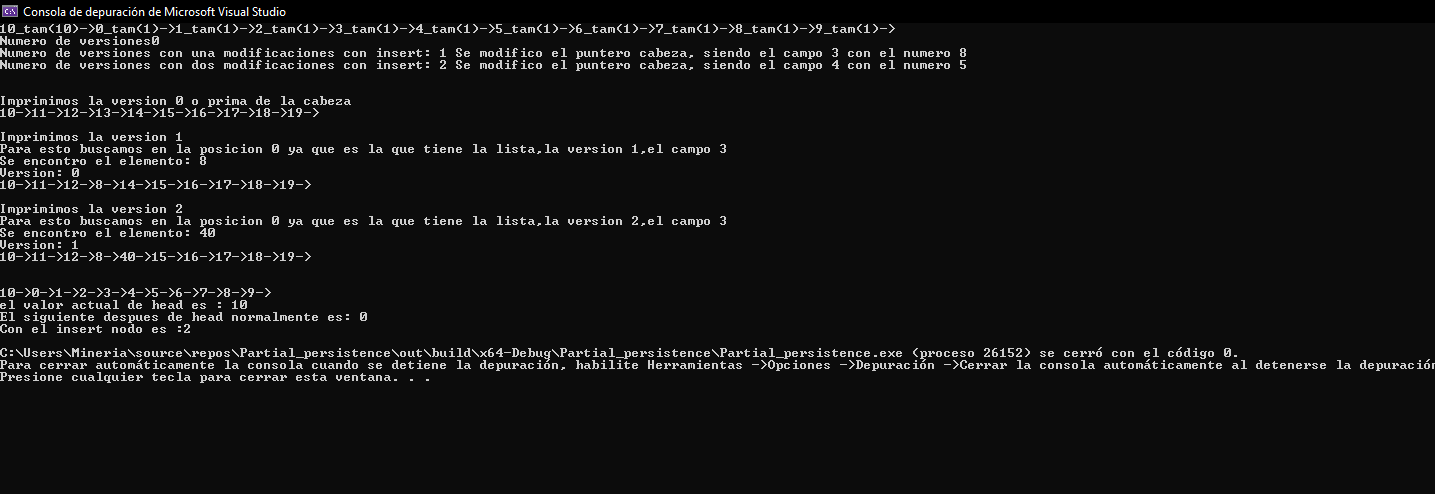 Consola de depuración de Microsoft Visual Studio
10_tam(10)->0_tam(1)->1_tam(1)->2_tam(1)->3_tam(1)->4_tam(1)->5_tam(1)->6_tam(1)->7_tam(1)->8_tam(1)->9_tam(1)->
Numero de versiones0
Numero de versiones con una modificaciones con insert: 1 Se modifico el puntero cabeza, siendo el campo 3 con el numero 8
Numero de versiones con dos modificaciones con insert: 2 Se modifico el puntero cabeza, siendo el campo 4 con el numero 5
Imprimimos la version 0 o prima de la cabeza
10->11->12->13->14->15->16->17->18->19->
Imprimimos la version 1
Para esto buscamos en la posicion 0 ya que es la que tiene la lista,la version 1,el campo 3
Se encontro el elemento: 8
Version: 0
10->11->12->8->14->15->16->17->18->19->
Imprimimos la version 2
Para esto buscamos en la posicion 0 ya que es la que tiene la lista,la version 2,el campo 3
Se encontro el elemento: 40
Version: 1
10->11->12->8->40->15->16->17->18->19->
10->0->1->2->3->4->5->6->7->8->9->
el valor actual de head es : 10
El siguiente despues de head normalmente es: 0
Con el insert nodo es :2
C:\Users\Mineria\source\repos\Partial_persistence\out\build\x64-Debug\Partial_persistence\Partial_persistence.exe (proceso 26152) se cerró con el código 0.
Para cerrar automáticamente la consola cuando se detiene la depuración, habilite Herramientas ->Opciones ->Depuración ->Cerrar la consola automáticamente al detenerse la depuración
Presione cualquier tecla para cerrar esta ventana. . .